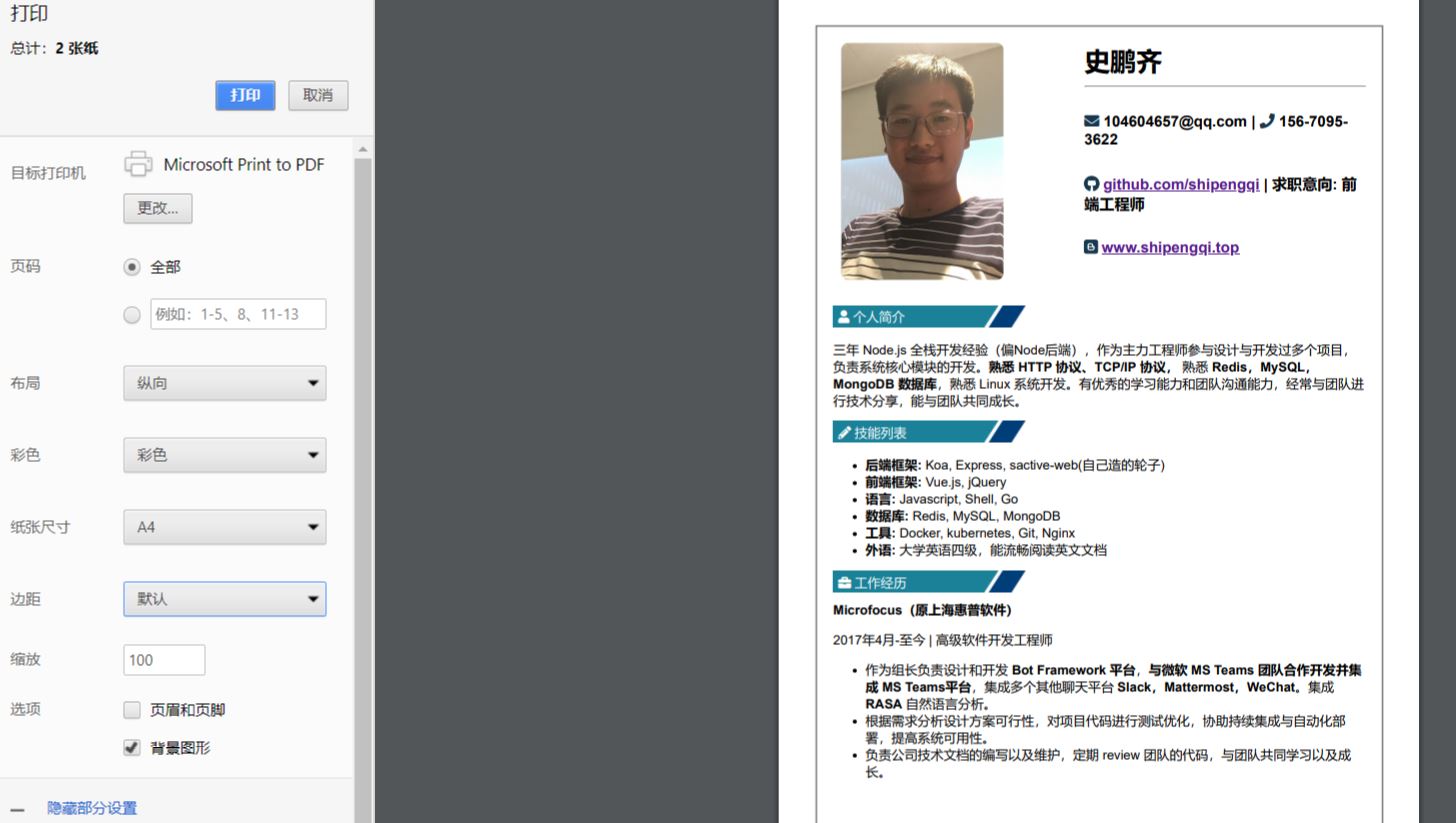 打印
总计：2 张纸
打印
取消
目标打印机
Microsoft Print to PDF
更改...
页码
全部
例如：1-5、8、11-13
布局
纵向
彩色
彩色
纸张尺寸
A4
边距
默认
缩放
100
选项
页眉和页脚
背景图形
隐藏部分设置
史鹏齐
104604657@qq.com | 156-7095-
3622
github.com/shipengqi | 求职意向: 前
端工程师
www.shipengqi.top
个人简介
三年 Node.js 全栈开发经验（偏Node后端），作为主力工程师参与设计与开发过多个项目，
负责系统核心模块的开发。熟悉 HTTP 协议、TCP/IP 协议， 熟悉 Redis，MySQL，
MongoDB 数据库，熟悉 Linux 系统开发。有优秀的学习能力和团队沟通能力，经常与团队进
行技术分享，能与团队共同成长。
技能列表
• 后端框架: Koa, Express, sactive-web(自己造的轮子)
• 前端框架: Vue.js, jQuery
• 语言: Javascript, Shell, Go
• 数据库: Redis, MySQL, MongoDB
• 工具: Docker, kubernetes, Git, Nginx
• 外语: 大学英语四级，能流畅阅读英文文档
工作经历
Microfocus（原上海惠普软件）
2017年4月-至今 | 高级软件开发工程师
• 作为组长负责设计和开发 Bot Framework 平台，与微软 MS Teams 团队合作开发并集
成 MS Teams平台，集成多个其他聊天平台 Slack，Mattermost，WeChat。集成
RASA 自然语言分析。
• 根据需求分析设计方案可行性，对项目代码进行测试优化，协助持续集成与自动化部
署，提高系统可用性。
• 负责公司技术文档的编写以及维护，定期 review 团队的代码，与团队共同学习以及成
长。